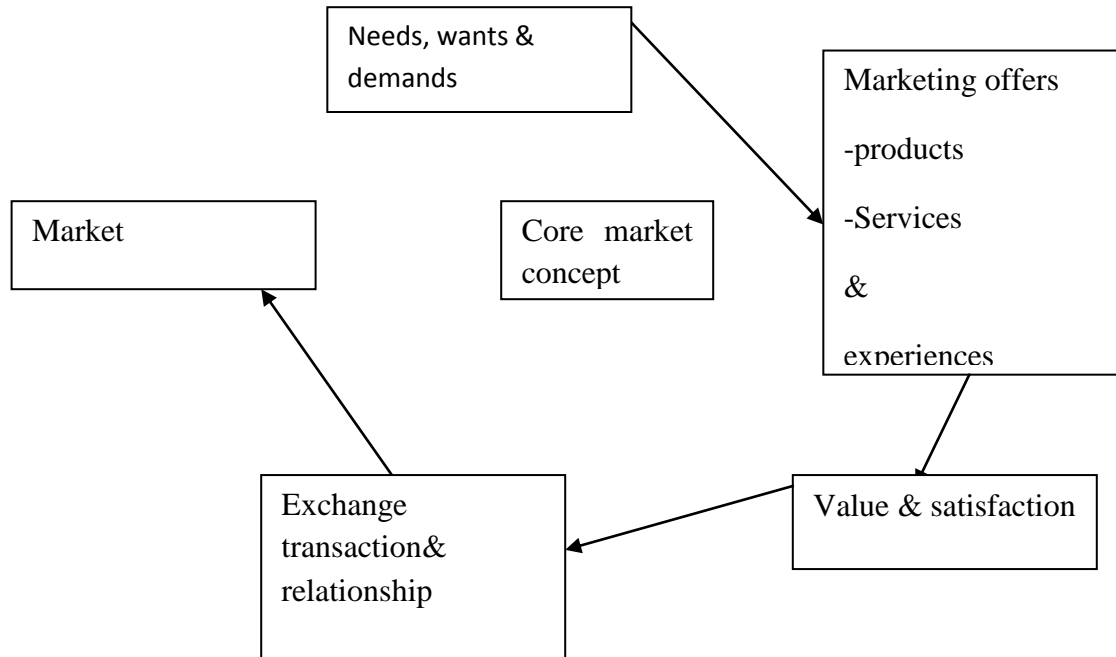 Needs, wants &
demands
Marketing offers
-products
-Services
&
experiences
Market
Core market
concept
Exchange
transaction&
relationship
Value & satisfaction